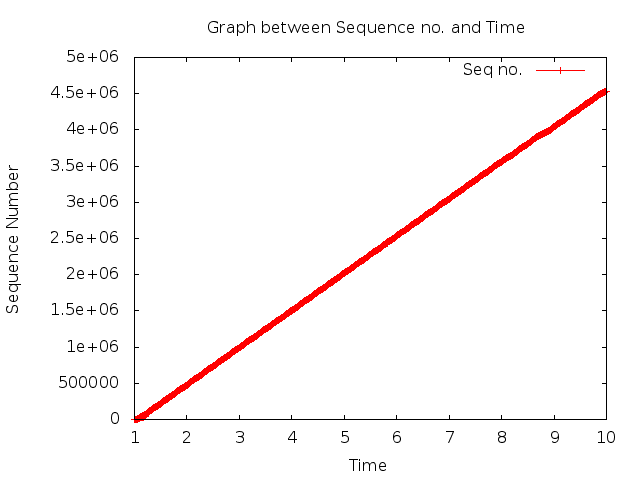 Graph between Sequence no. and Time
5e+06
Seq no.
4.5e+06
4e+06
3.5e+06
3e+06
2.5e+06
2e+06
1.5e+06
1e+06
500000
0
Sequence Number
1 2 3 4 5 6 7 8 9 10
Time